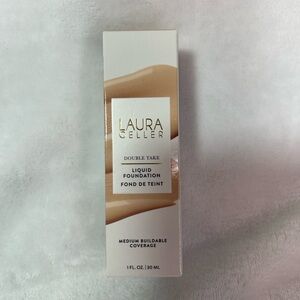 LAURA
GELLER
DOUBLE TAKE
LIQUID
FOUNDATION
FOND DE TEINT
MEDIUM BUILDABLE
COVERAGE
1 FL. OZ. | 30 ML